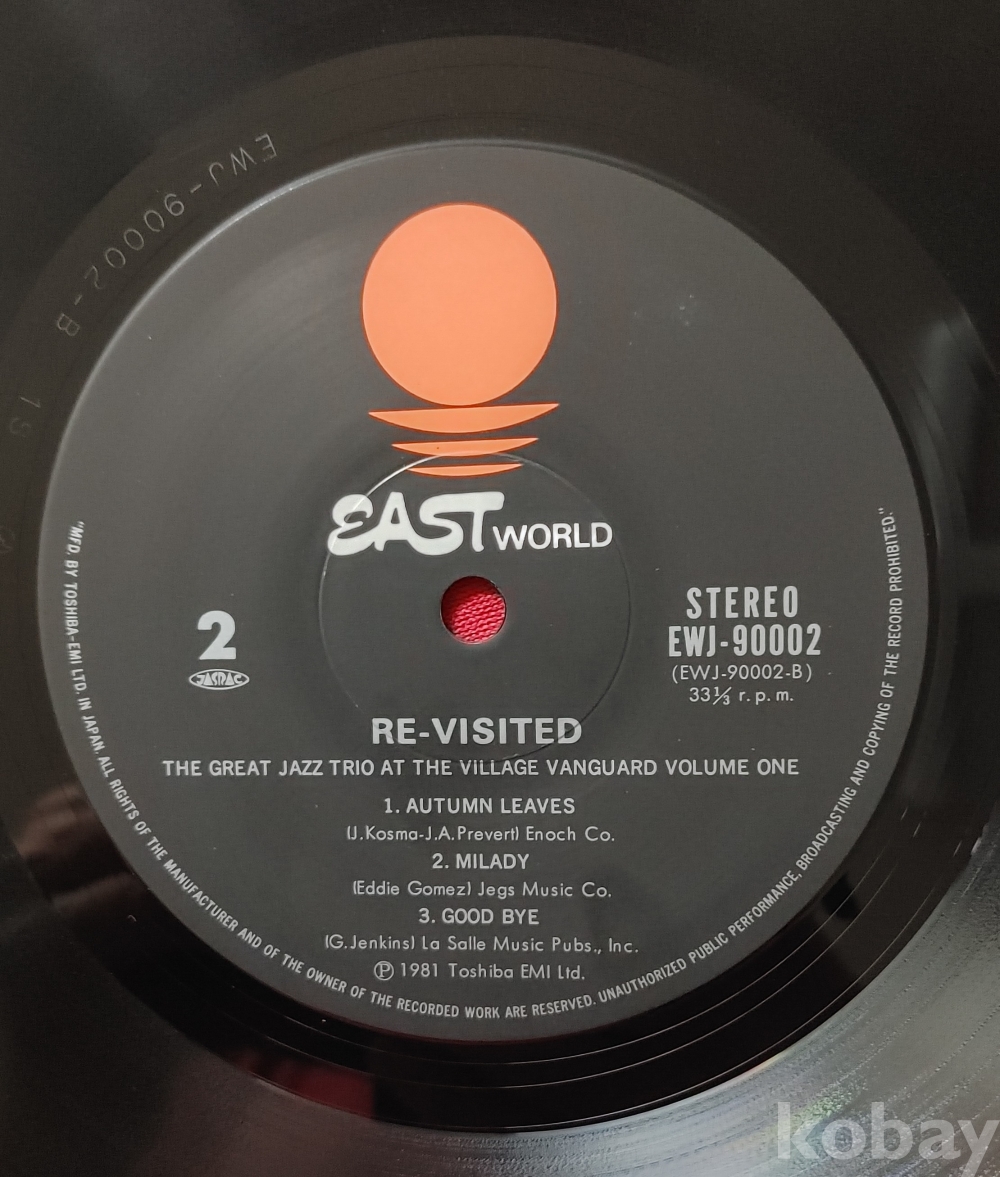 EWJ-90002-B
1S
EAST WORLD
2
JASRAC
STEREO
EWJ-90002
(EWJ-90002-B)
33⅓ r.p.m.
RE-VISITED
THE GREAT JAZZ TRIO AT THE VILLAGE VANGUARD VOLUME ONE
1. AUTUMN LEAVES
(J.Kosma-J.A.Prevert) Enoch Co.
2. MILADY
(Eddie Gomez) Jegs Music Co.
3. GOOD BYE
(G.Jenkins) La Salle Music Pubs., Inc.
℗ 1981 Toshiba EMI Ltd.
"MFD. BY TOSHIBA-EMI LTD. IN JAPAN. ALL RIGHTS OF THE MANUFACTURER AND OF THE OWNER OF THE RECORDED WORK ARE RESERVED. UNAUTHORIZED PUBLIC PERFORMANCE, BROADCASTING AND COPYING OF THE RECORD PROHIBITED."
kobay